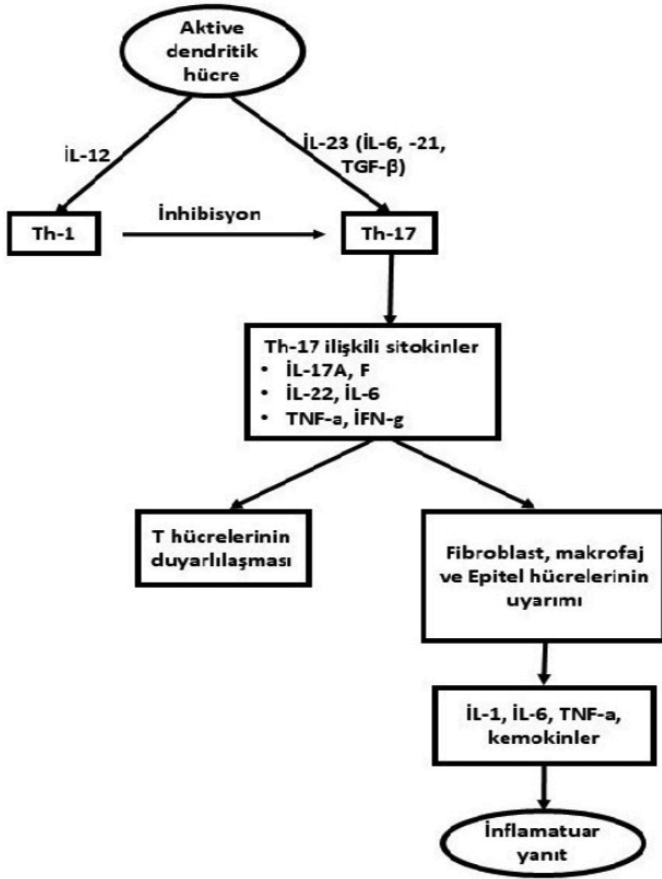 Aktive
dendritik
hücre
İL-12
İL-23 (İL-6, -21,
TGF-β)
Th-1
İnhibisyon
Th-17
Th-17 ilişkili sitokinler
• İL-17A, F
• İL-22, İL-6
• TNF-a, İFN-g
T hücrelerinin
duyarlılaşması
Fibroblast, makrofaj
ve Epitel hücrelerinin
uyarımı
İL-1, İL-6, TNF-a,
kemokinler
İnflamatuar
yanıt